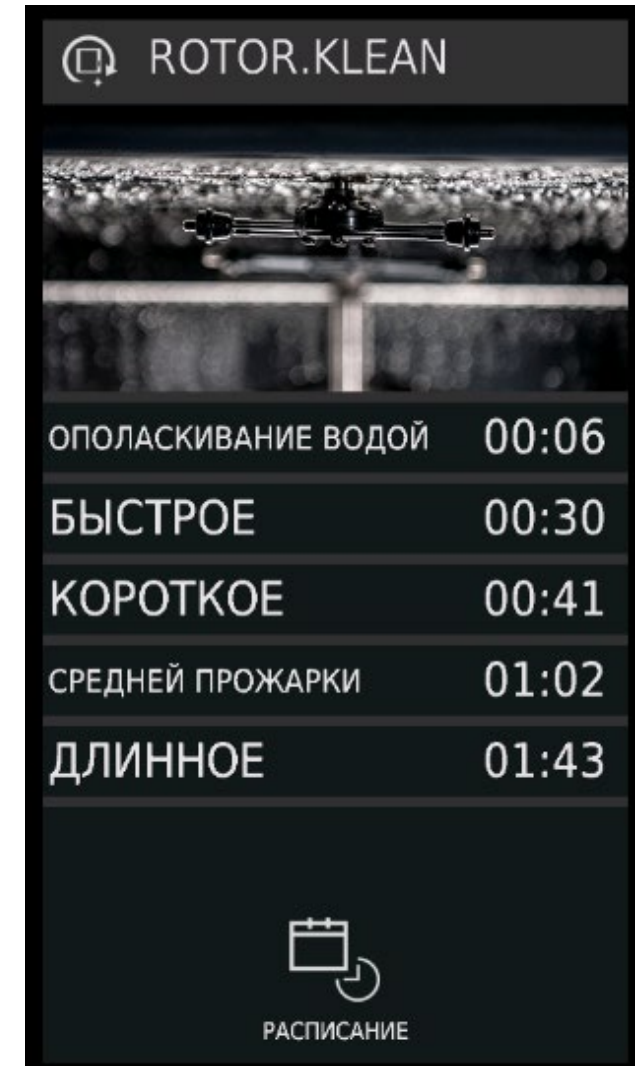 ROTOR.KLEAN
ОПОЛАСКИВАНИЕ ВОДОЙ 00:06
БЫСТРОЕ 00:30
КОРОТКОЕ 00:41
СРЕДНЕЙ ПРОЖАРКИ 01:02
ДЛИННОЕ 01:43
РАСПИСАНИЕ